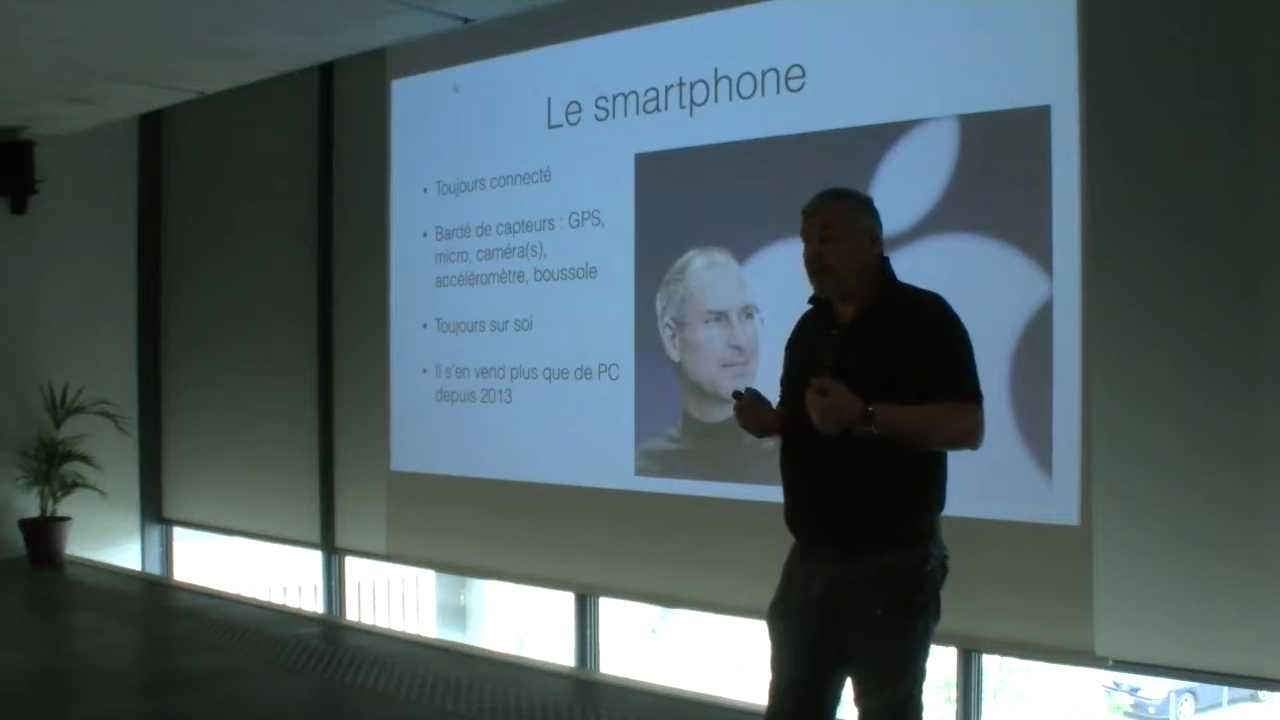 Le smartphone
• Toujours connecté
• Bardé de capteurs : GPS,
micro, caméra(s),
accéléromètre, boussole
• Toujours sur soi
• Il s'en vend plus que de PC
depuis 2013